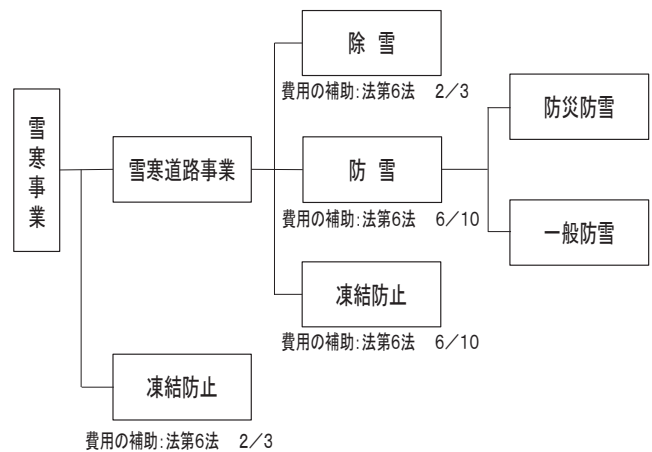 雪寒事業
雪寒道路事業
除 雪
費用の補助:法第6法 2/3
防 雪
費用の補助:法第6法 6/10
防災防雪
一般防雪
凍結防止
費用の補助:法第6法 6/10
凍結防止
費用の補助:法第6法 2/3